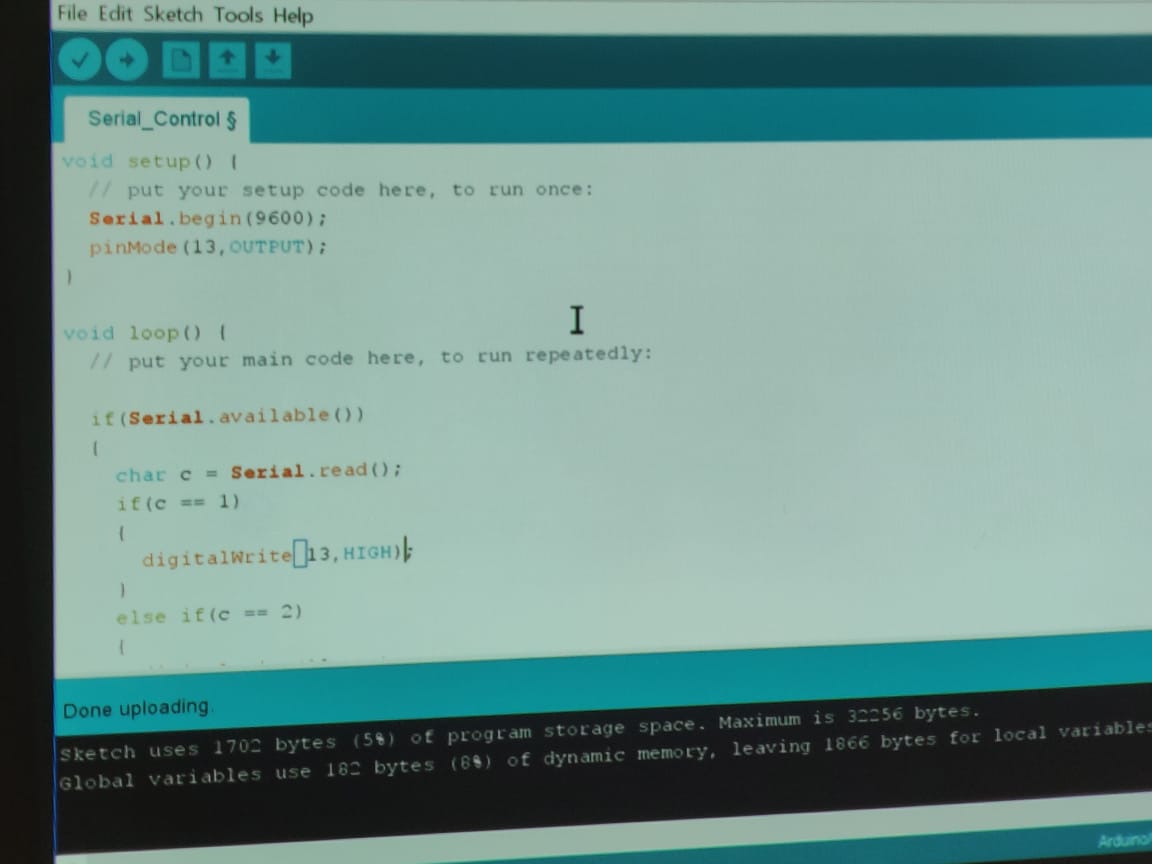 File Edit Sketch Tools Help
Serial_Control §
void setup() {
// put your setup code here, to run once:
Serial.begin(9600);
pinMode(13,OUTPUT);
}
void loop() {
// put your main code here, to run repeatedly:
if(Serial.available())
{
char c = Serial.read();
if(c == 1)
{
digitalWrite(13,HIGH);
}
else if(c == 2)
{
Done uploading.
Sketch uses 1702 bytes (5%) of program storage space. Maximum is 32256 bytes.
Global variables use 182 bytes (8%) of dynamic memory, leaving 1866 bytes for local variables
Arduino